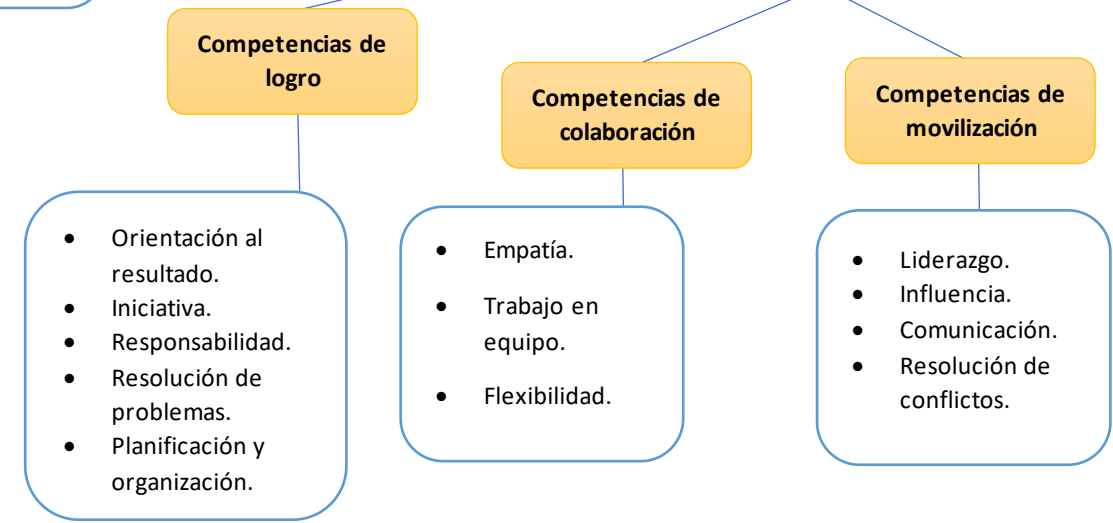 Competencias de
logro
Competencias de
colaboración
Competencias de
movilización
• Orientación al
resultado.
• Iniciativa.
• Responsabilidad.
• Resolución de
problemas.
• Planificación y
organización.
• Empatía.
• Trabajo en
equipo.
• Flexibilidad.
• Liderazgo.
• Influencia.
• Comunicación.
• Resolución de
conflictos.